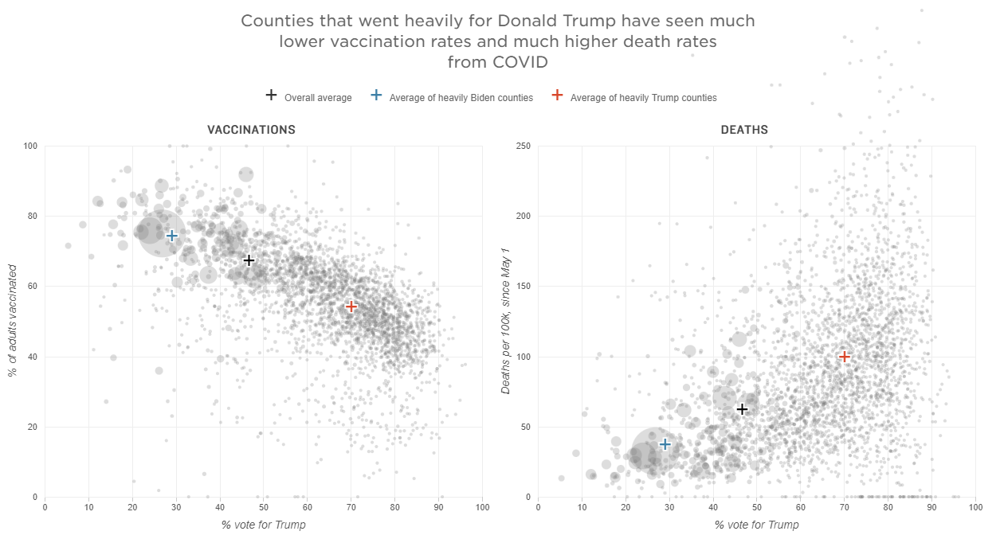 Counties that went heavily for Donald Trump have seen much
lower vaccination rates and much higher death rates
from COVID
Overall average
Average of heavily Biden counties
Average of heavily Trump counties
VACCINATIONS
100
80
60
40
20
0
% of adults vaccinated
0 10 20 30 40 50 60 70 80 90 100
% vote for Trump
DEATHS
250
200
150
100
50
0
Deaths per 100k, since May 1
0 10 20 30 40 50 60 70 80 90 100
% vote for Trump